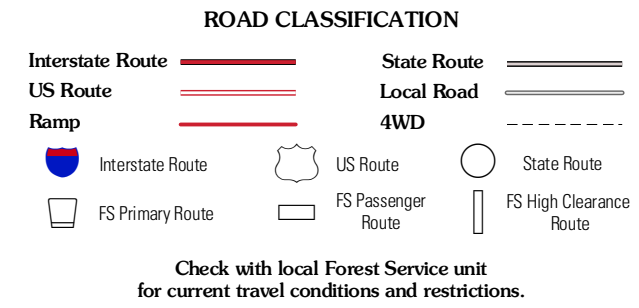 ROAD CLASSIFICATION
Interstate Route
State Route
US Route
Local Road
Ramp
4WD
Interstate Route
US Route
State Route
FS Primary Route
FS Passenger
Route
FS High Clearance
Route
Check with local Forest Service unit
for current travel conditions and restrictions.